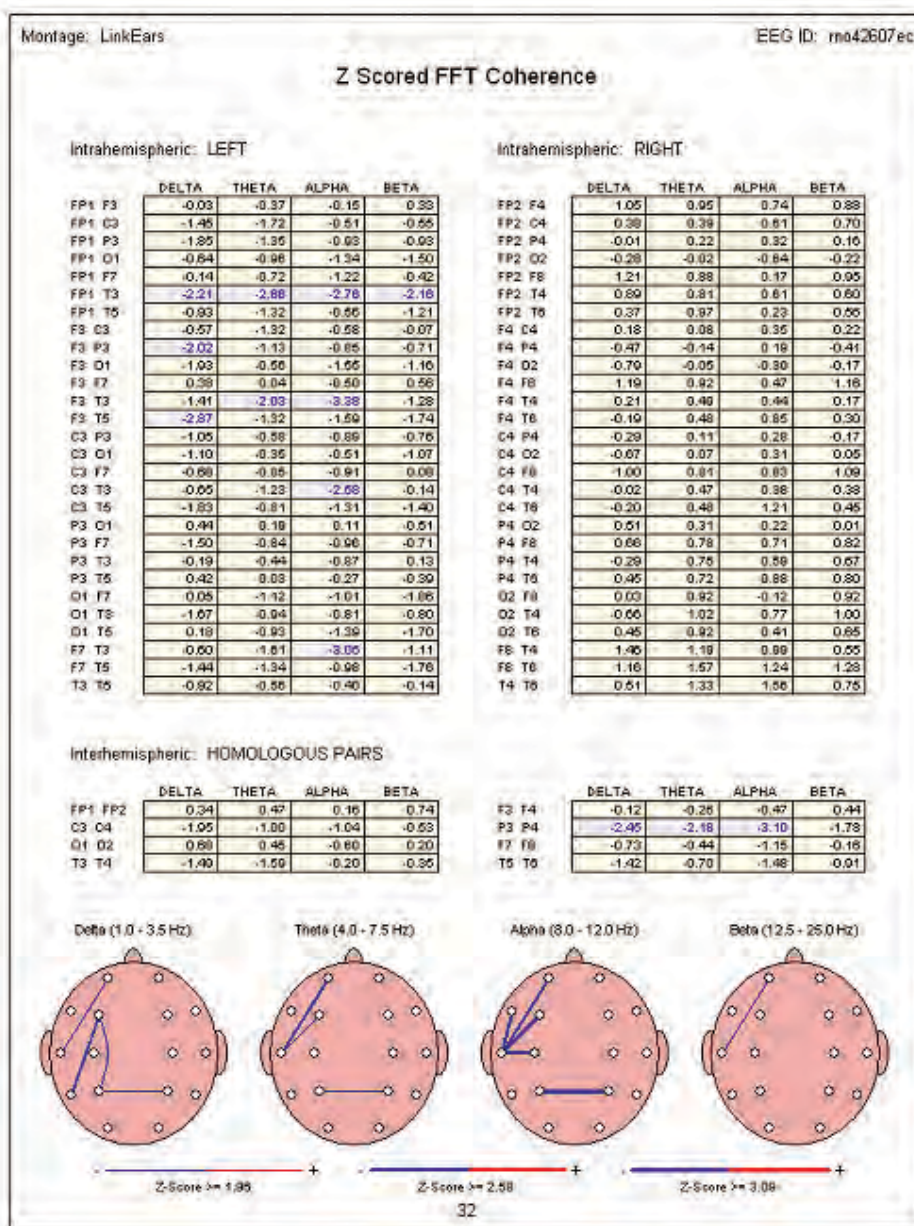 Montage: LinkEars EEG ID: rno42607ec
Z Scored FFT Coherence
Intrahemispheric: LEFT Intrahemispheric: RIGHT
DELTA THETA ALPHA BETA DELTA THETA ALPHA BETA
FP1 F3 -0.03 -0.37 -0.15 0.33 FP2 F4 1.05 0.95 0.74 0.88
FP1 C3 -1.45 -1.72 -0.51 -0.55 FP2 C4 0.38 0.39 0.61 0.70
FP1 P3 -1.85 -1.35 -0.93 -0.93 FP2 P4 -0.01 0.22 0.32 0.16
FP1 O1 -0.64 -0.96 -1.34 -1.50 FP2 O2 -0.28 -0.02 -0.64 -0.22
FP1 F7 -0.14 -0.72 -1.22 -0.42 FP2 F8 1.21 0.88 0.17 0.95
FP1 T3 -2.21 -2.88 -2.76 -2.16 FP2 T4 0.89 0.81 0.61 0.60
FP1 T5 -0.93 -1.32 -0.56 -1.21 FP2 T6 0.37 0.97 0.23 0.56
F3 C3 -0.57 -1.32 -0.58 -0.07 F4 C4 0.18 0.08 0.35 0.22
F3 P3 -2.02 -1.13 -0.85 -0.71 F4 P4 -0.47 -0.14 0.19 -0.41
F3 O1 -1.93 -0.56 -1.55 -1.16 F4 O2 -0.79 -0.05 -0.30 -0.17
F3 F7 0.38 0.04 -0.50 0.56 F4 F8 1.19 0.92 0.47 1.16
F3 T3 -1.41 -2.03 -3.38 -1.28 F4 T4 0.21 0.49 0.44 0.17
F3 T5 -2.87 -1.32 -1.59 -1.74 F4 T6 -0.19 0.48 0.85 0.30
C3 P3 -1.05 -0.58 -0.89 -0.76 C4 P4 -0.29 0.11 0.28 -0.17
C3 O1 -1.10 -0.35 -0.51 -1.07 C4 O2 -0.67 0.07 0.31 0.05
C3 F7 -0.68 -0.85 -0.91 0.08 C4 F8 1.00 0.81 0.83 1.09
C3 T3 -0.65 -1.23 -2.68 -0.14 C4 T4 -0.02 0.47 0.38 0.38
C3 T5 -1.83 -0.81 -1.31 -1.40 C4 T6 -0.20 0.48 1.21 0.45
P3 O1 0.44 0.19 0.11 -0.51 P4 O2 0.51 0.31 0.22 0.01
P3 F7 -1.50 -0.84 -0.96 -0.71 P4 F8 0.66 0.78 0.71 0.82
P3 T3 -0.19 -0.44 -0.87 0.13 P4 T4 -0.29 0.75 0.59 0.67
P3 T5 0.42 0.03 -0.27 -0.39 P4 T6 0.45 0.72 0.88 0.80
O1 F7 0.05 -1.12 -1.01 -1.86 O2 F8 0.03 0.92 -0.12 0.92
O1 T3 -1.67 -0.94 -0.81 -0.80 O2 T4 -0.66 1.02 0.77 1.00
O1 T5 0.18 -0.93 -1.39 -1.70 O2 T6 0.45 0.92 0.41 0.65
F7 T3 -0.60 -1.61 -3.05 -1.11 F8 T4 1.45 1.19 0.99 0.55
F7 T5 -1.44 -1.34 -0.98 -1.76 F8 T6 1.16 1.57 1.24 1.28
T3 T5 -0.92 -0.56 -0.40 -0.14 T4 T6 0.51 1.33 1.56 0.75
Interhemispheric: HOMOLOGOUS PAIRS
DELTA THETA ALPHA BETA DELTA THETA ALPHA BETA
FP1 FP2 0.34 0.47 0.16 -0.74 F3 F4 -0.12 -0.26 -0.47 0.44
C3 C4 -1.95 -1.00 -1.04 -0.53 P3 P4 -2.45 -2.18 -3.10 -1.78
O1 O2 0.68 0.45 -0.60 0.20 F7 F8 -0.73 -0.44 -1.15 -0.16
T3 T4 -1.49 -1.59 -0.20 -0.35 T5 T6 -1.42 -0.70 -1.48 -0.91
Delta (1.0 - 3.5 Hz) Theta (4.0 - 7.5 Hz) Alpha (8.0 - 12.0 Hz) Beta (12.5 - 25.0 Hz)
- + - + - +
Z-Score >= 1.96 Z-Score >= 2.58 Z-Score >= 3.09
32